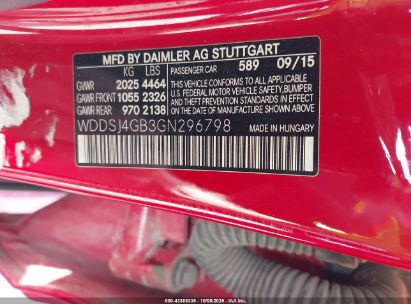 MFD BY DAIMLER AG STUTTGART
KG LBS PASSENGER CAR 589 09/15
GVWR 2025 4464 THIS VEHICLE CONFORMS TO ALL APPLICABLE
GAWR FRONT 1055 2326 U.S. FEDERAL MOTOR VEHICLE SAFETY, BUMPER
GAWR REAR 970 2138 AND THEFT PREVENTION STANDARDS IN EFFECT ON THE DATE OF MANUFACTURE SHOWN ABOVE.
WDDSJ4GB3GN296798 MADE IN HUNGARY